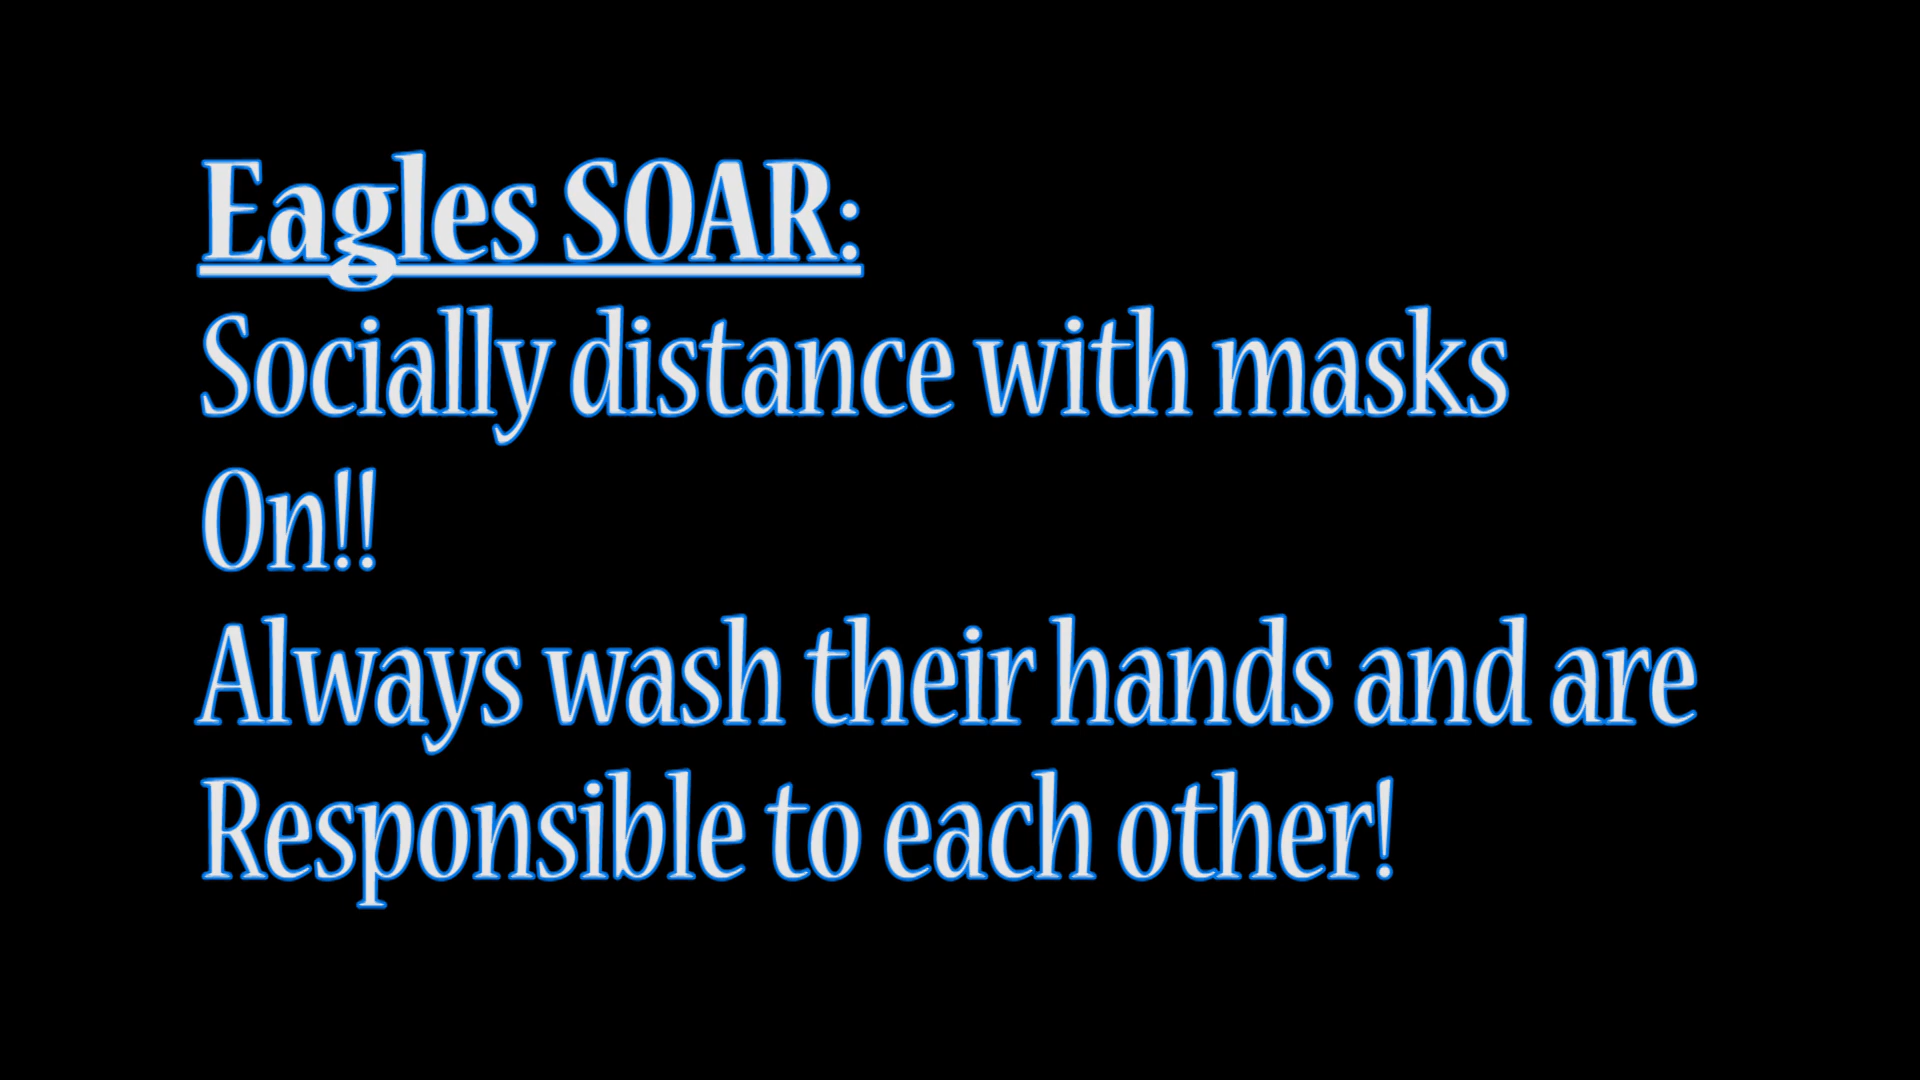 Eagles SOAR:
Socially distance with masks
On!!
Always wash their hands and are
Responsible to each other!